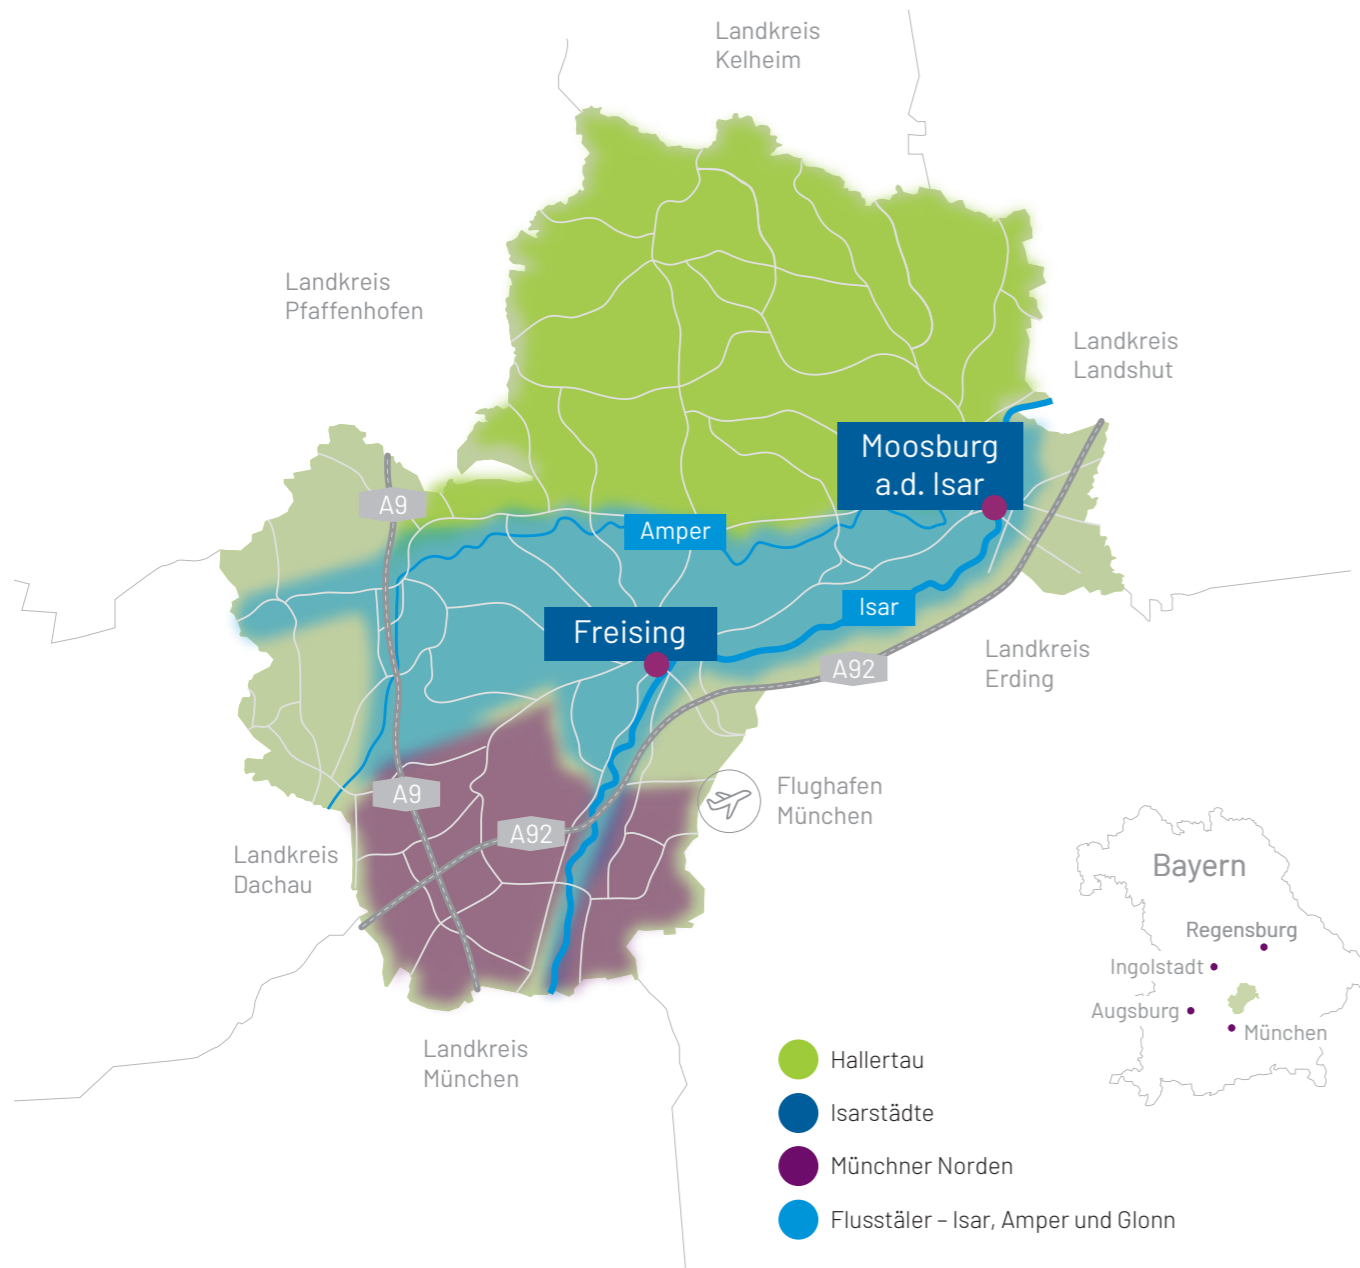 Landkreis
Kelheim
Landkreis
Pfaffenhofen
Landkreis
Landshut
Moosburg
a.d. Isar
A9
Amper
Isar
Freising
Landkreis
Erding
A92
Flughafen
München
A9
A92
Landkreis
Dachau
Bayern
Regensburg
Ingolstadt
Augsburg
München
Landkreis
München
Hallertau
Isarstädte
Münchner Norden
Flusstäler – Isar, Amper und Glonn